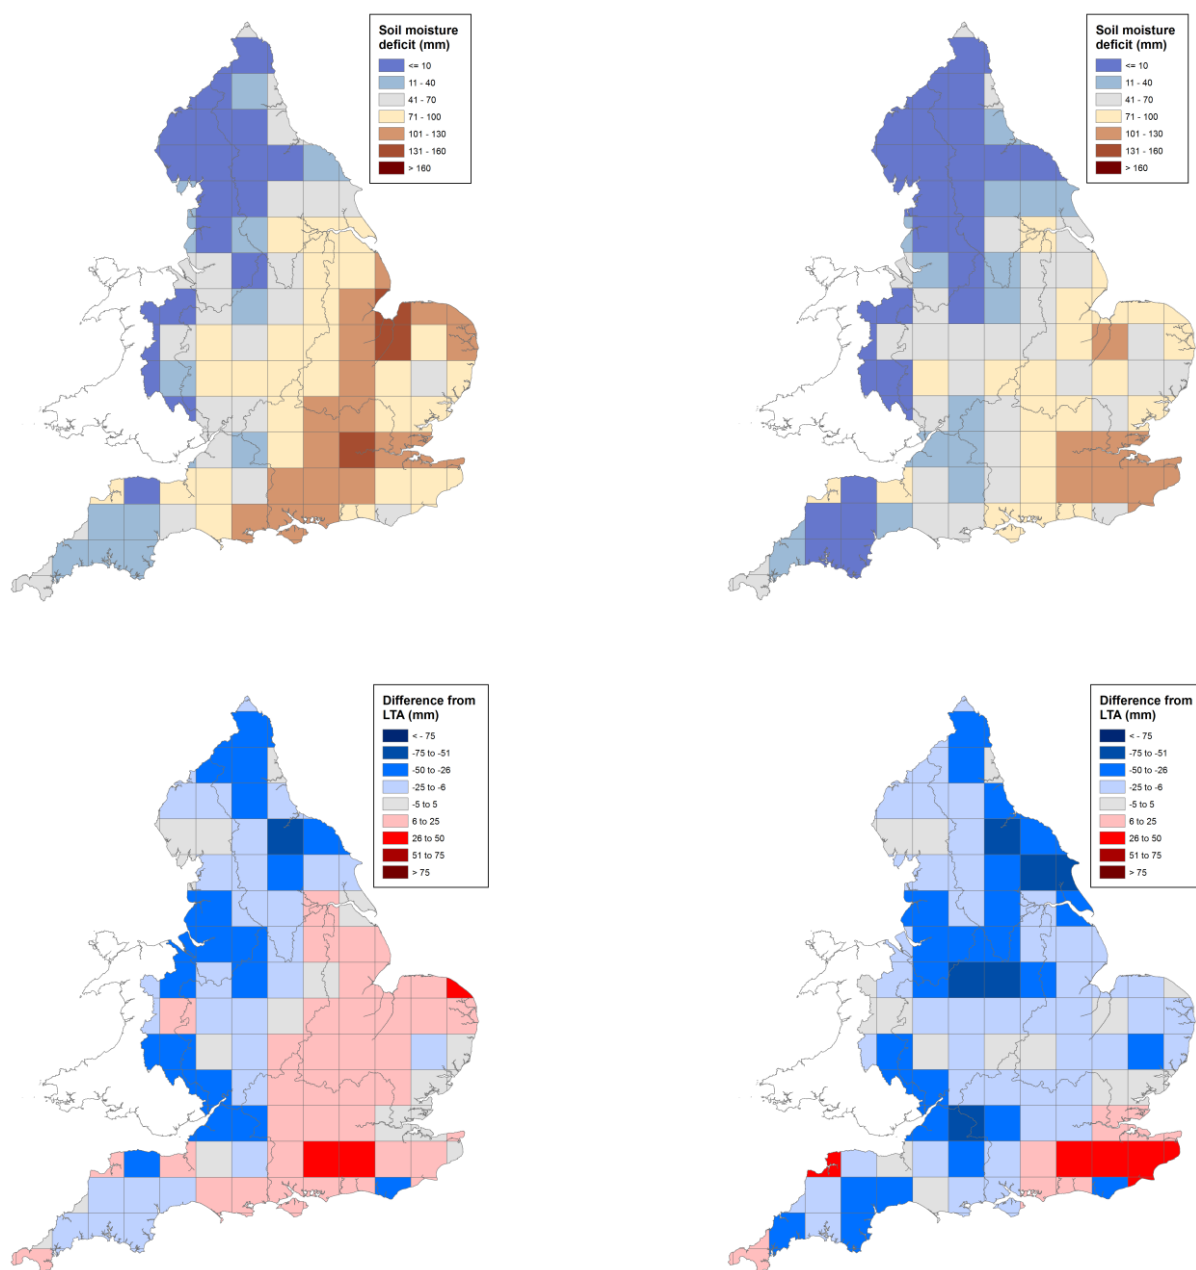 Soil moisture
deficit (mm)
<= 10
11 - 40
41 - 70
71 - 100
101 - 130
131 - 160
> 160
Soil moisture
deficit (mm)
<= 10
11 - 40
41 - 70
71 - 100
101 - 130
131 - 160
> 160
Difference from
LTA (mm)
< - 75
-75 to -51
-50 to -26
-25 to -6
-5 to 5
6 to 25
26 to 50
51 to 75
> 75
Difference from
LTA (mm)
< - 75
-75 to -51
-50 to -26
-25 to -6
-5 to 5
6 to 25
26 to 50
51 to 75
> 75